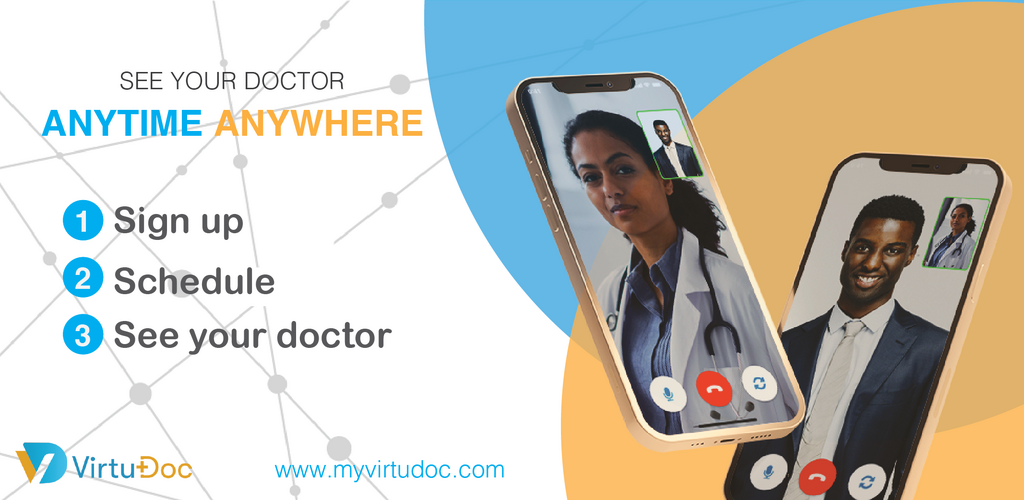 SEE YOUR DOCTOR
ANYTIME ANYWHERE
1 Sign up
2 Schedule
3 See your doctor
VirtuDoc
www.myvirtudoc.com